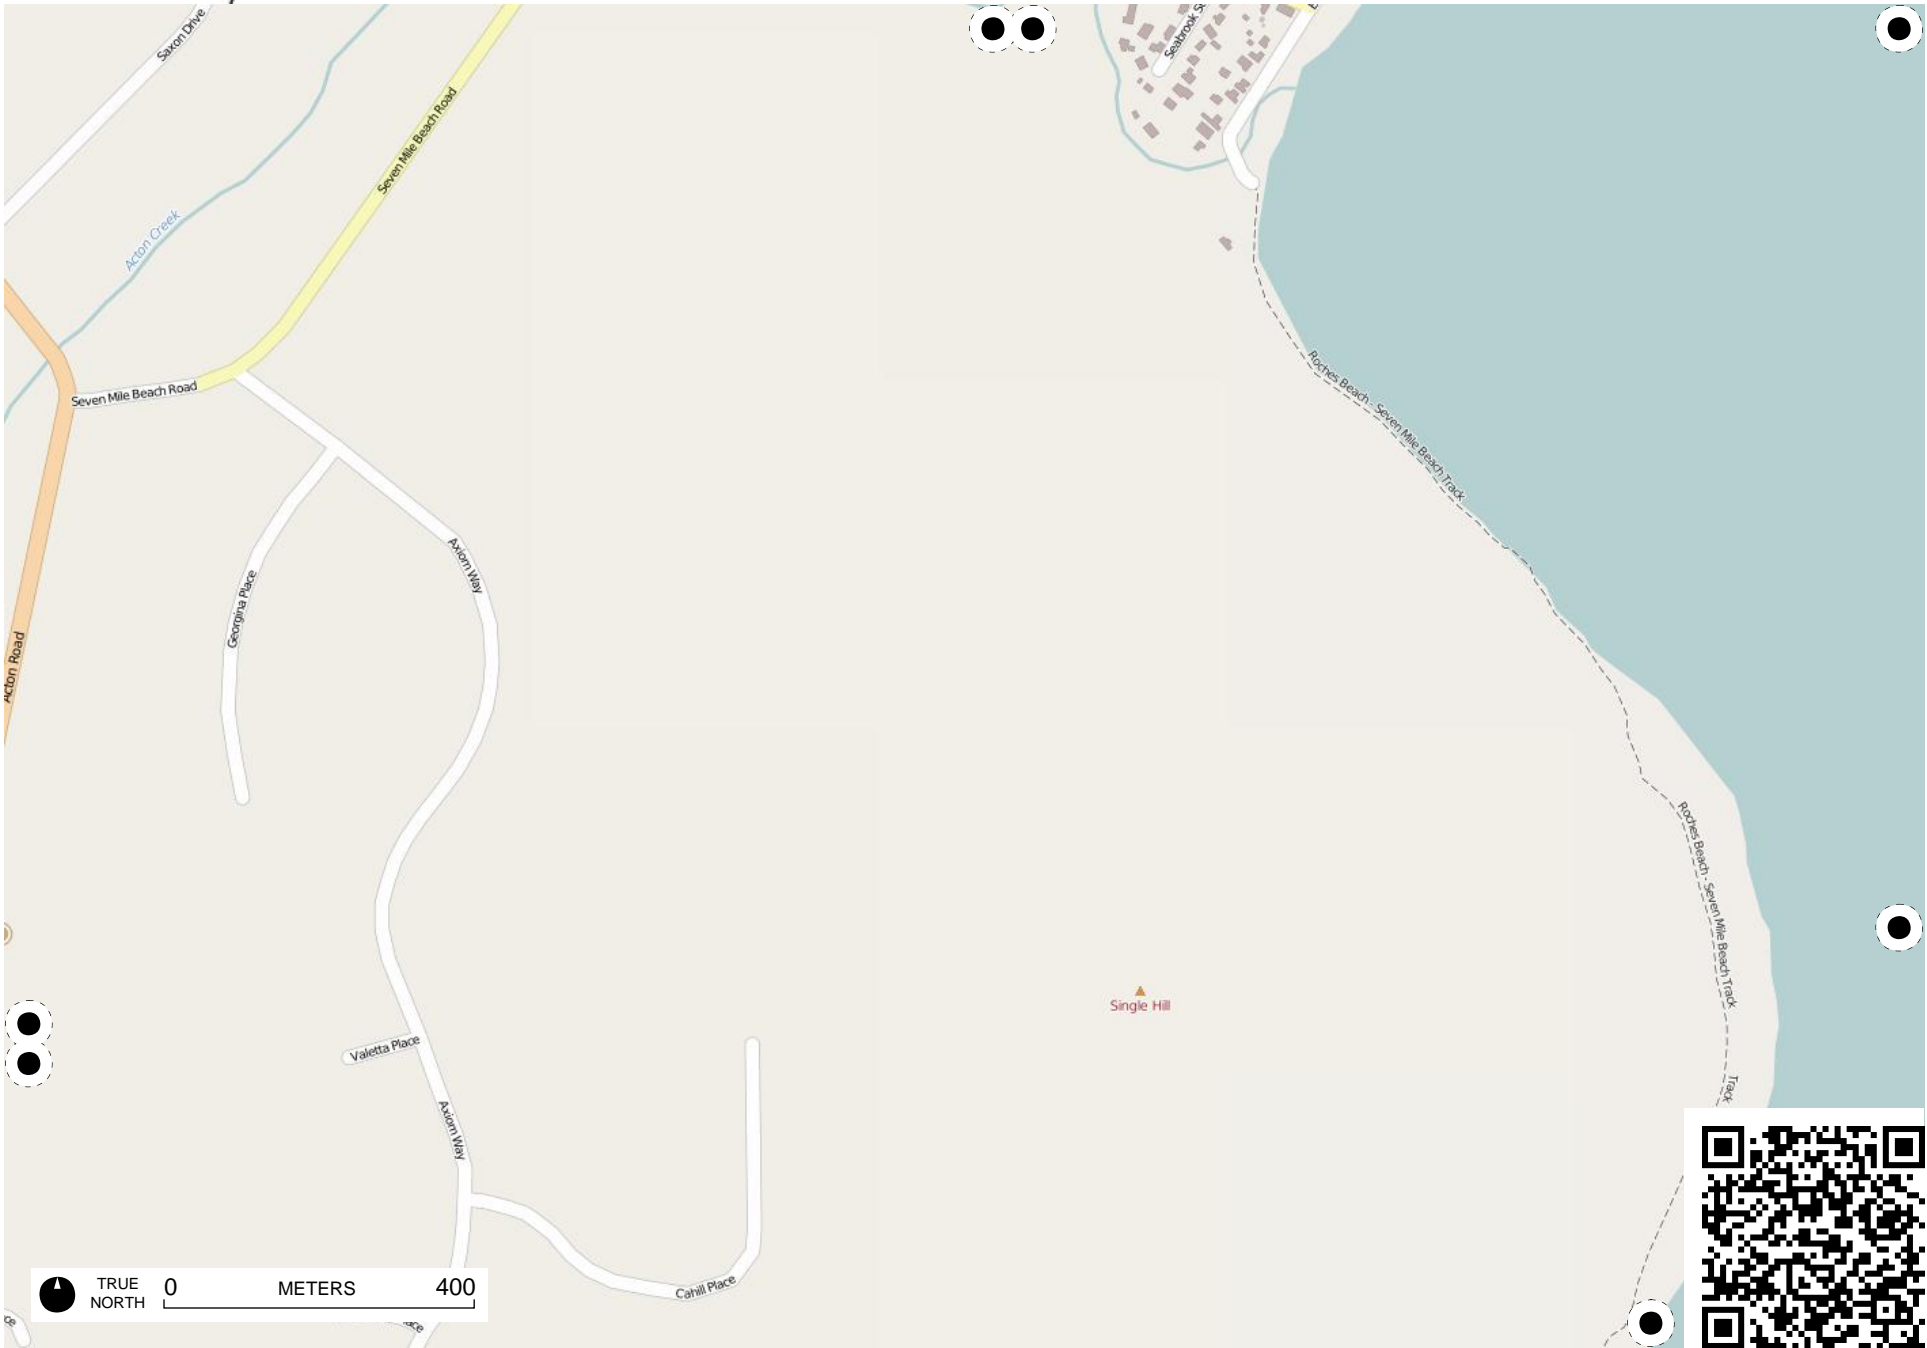 Saxon Drive
Seabrook
Seven Mile Beach Road
Acton Creek
Roches Beach - Seven Mile Beach Track
Seven Mile Beach Road
Axiom Way
Georgina Place
Acton Road
Roches Beach - Seven Mile Beach Track
Single Hill
Valetta Place
Track
Axiom Way
Cahill Place
TRUE
NORTH
0 METERS 400